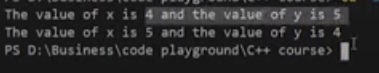 The value of x is 4 and the value of y is 5
The value of x is 5 and the value of y is 4
PS D:\Business\code playground\C++ course>